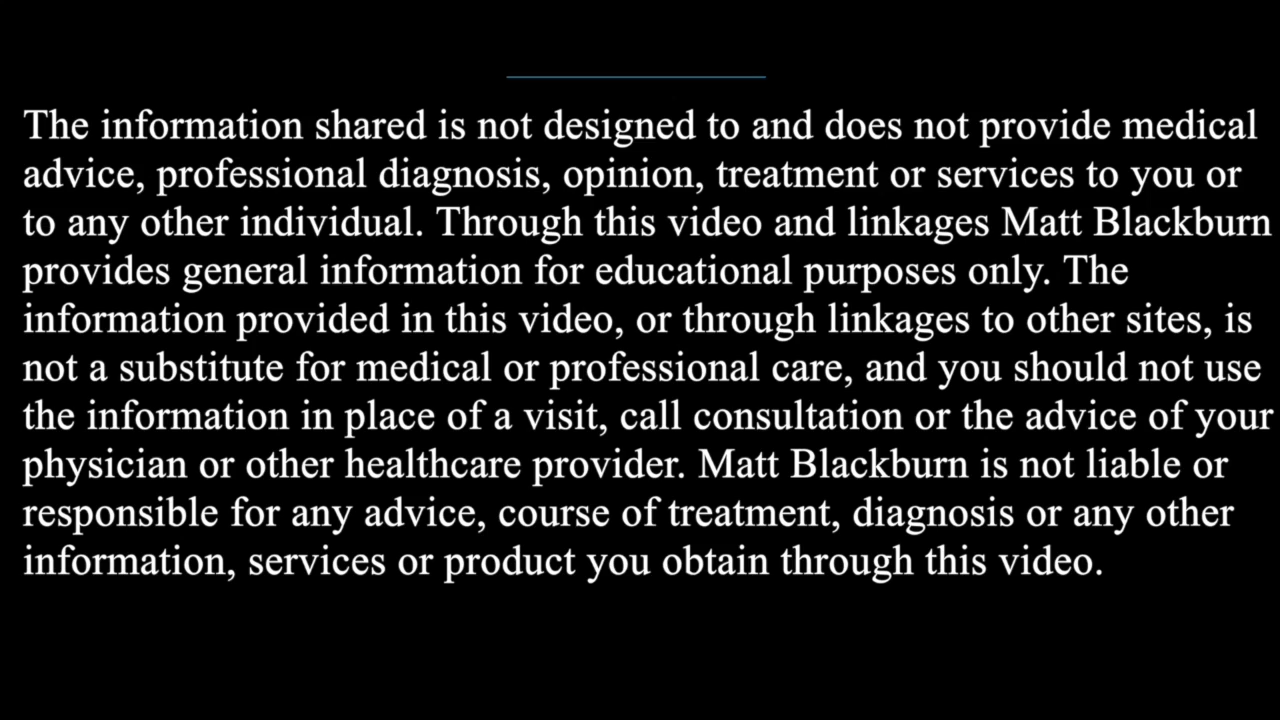 The information shared is not designed to and does not provide medical
advice, professional diagnosis, opinion, treatment or services to you or
to any other individual. Through this video and linkages Matt Blackburn
provides general information for educational purposes only. The
information provided in this video, or through linkages to other sites, is
not a substitute for medical or professional care, and you should not use
the information in place of a visit, call consultation or the advice of your
physician or other healthcare provider. Matt Blackburn is not liable or
responsible for any advice, course of treatment, diagnosis or any other
information, services or product you obtain through this video.